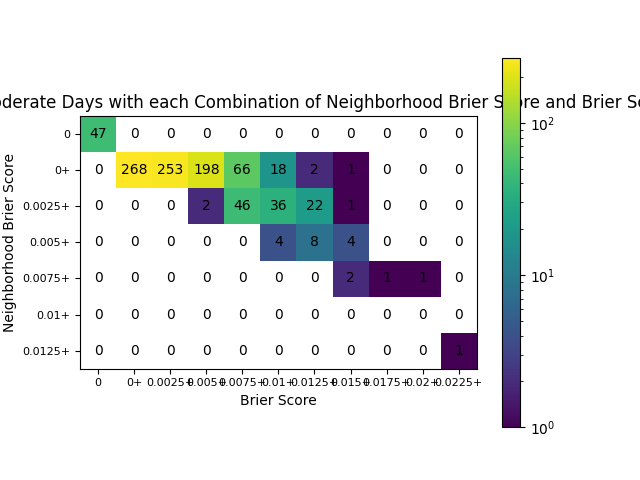 Days with each Combination of Neighborhood Brier Score and Brier
Neighborhood Brier Score
0 47 0 0 0 0 0 0 0 0 0 0
0+ 0 268 253 198 66 18 2 1 0 0 0
0.0025+ 0 0 0 2 46 36 22 1 0 0 0
0.005+ 0 0 0 0 0 4 8 4 0 0 0
0.0075+ 0 0 0 0 0 0 0 2 1 1 0
0.01+ 0 0 0 0 0 0 0 0 0 0 0
0.0125+ 0 0 0 0 0 0 0 0 0 0 1
0 0+ 0.0025+ 0.005+ 0.0075+ 0.01+ 0.0125+ 0.015+ 0.0175+ 0.02+ 0.0225+
Brier Score
10²
10¹
10⁰